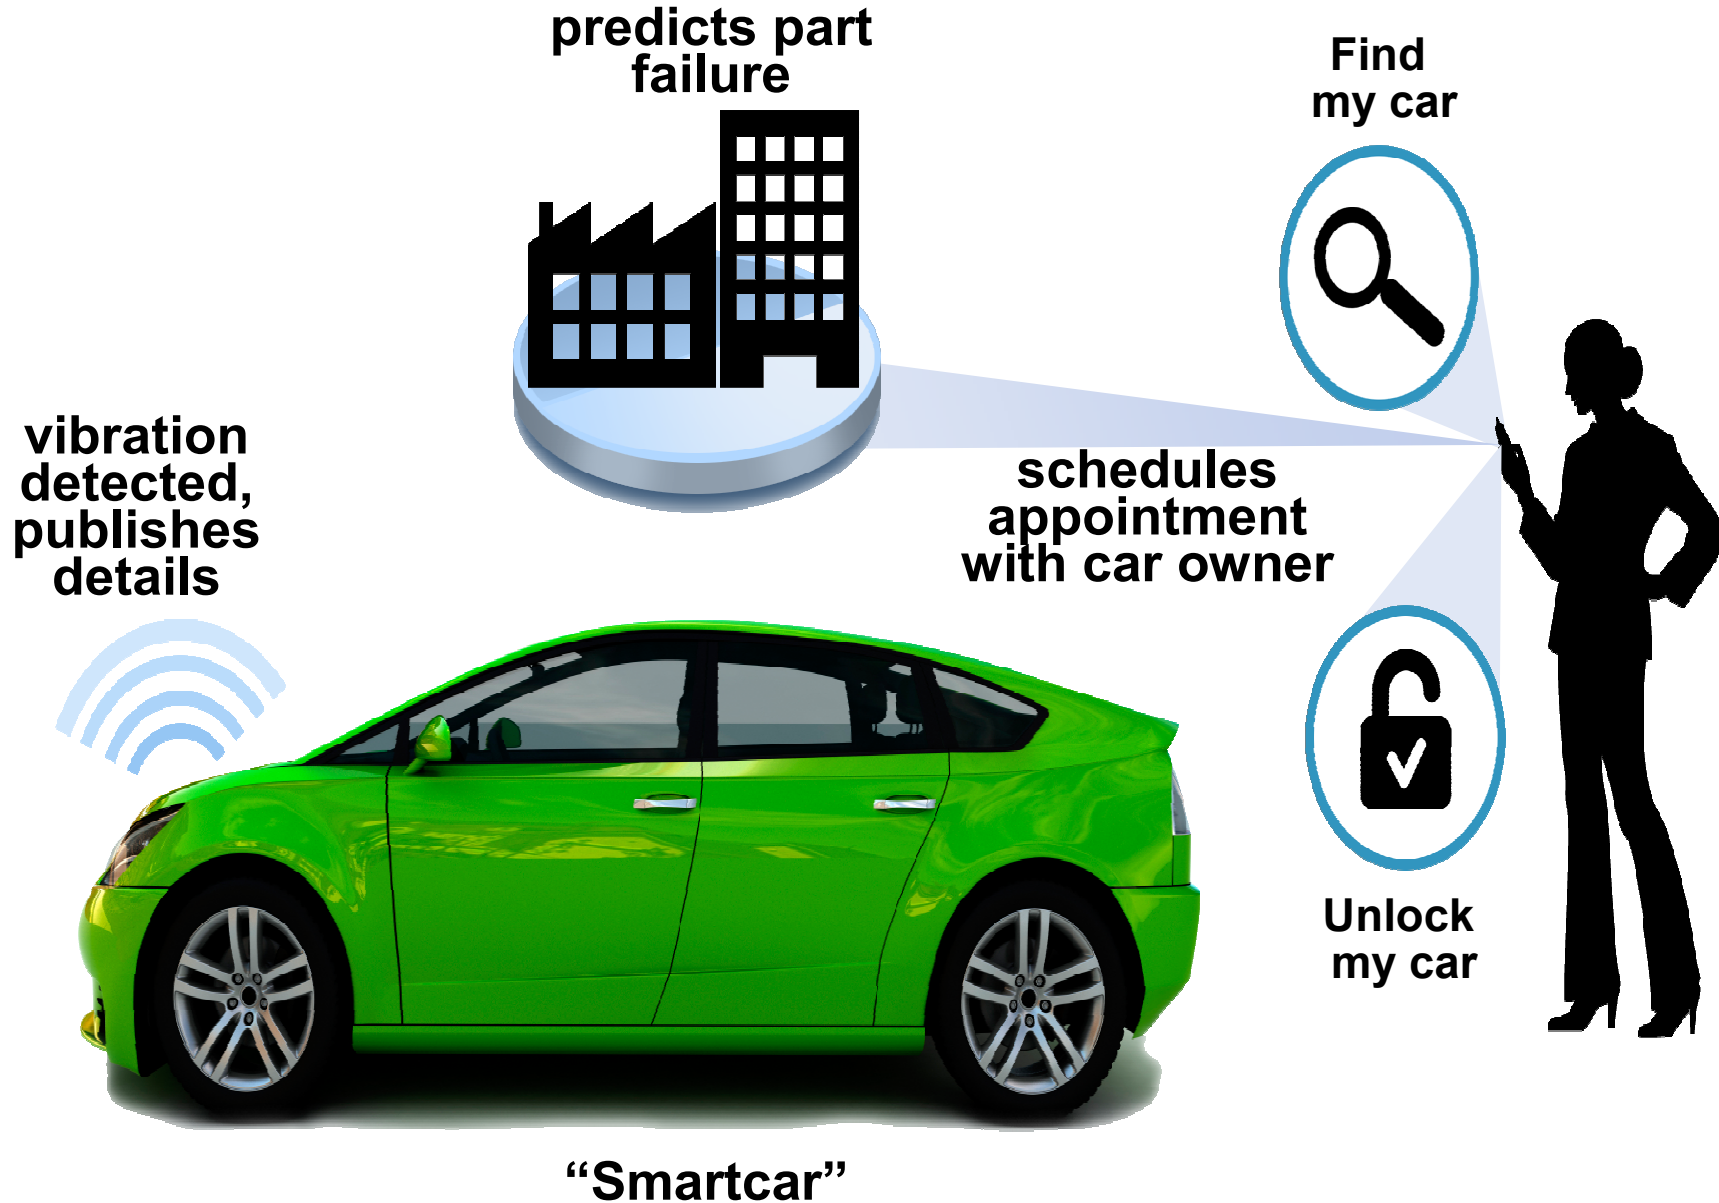 predicts part
failure
Find
my car
vibration
detected,
publishes
details
schedules
appointment
with car owner
Unlock
my car
“Smartcar”